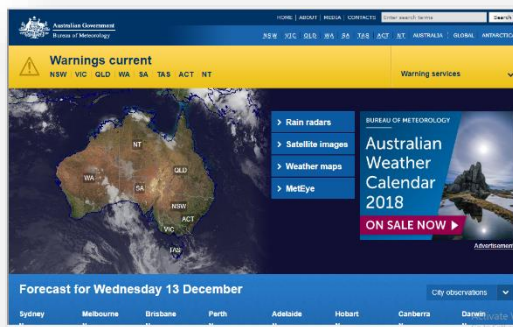 HOME | ABOUT | MEDIA | CONTACTS
Enter search terms
Search
Australian Government
Bureau of Meteorology
NSW VIC QLD WA SA TAS ACT NT AUSTRALIA GLOBAL ANTARCTICA
Warnings current
NSW VIC QLD WA SA TAS ACT NT
Warning services
> Rain radars
> Satellite images
> Weather maps
> MetEye
BUREAU OF METEOROLOGY
Australian
Weather
Calendar
2018
ON SALE NOW
Advertisement
NT
QLD
WA
SA
NSW
ACT
VIC
TAS
Forecast for Wednesday 13 December
City observations
Sydney Melbourne Brisbane Perth Adelaide Hobart Canberra Darwin